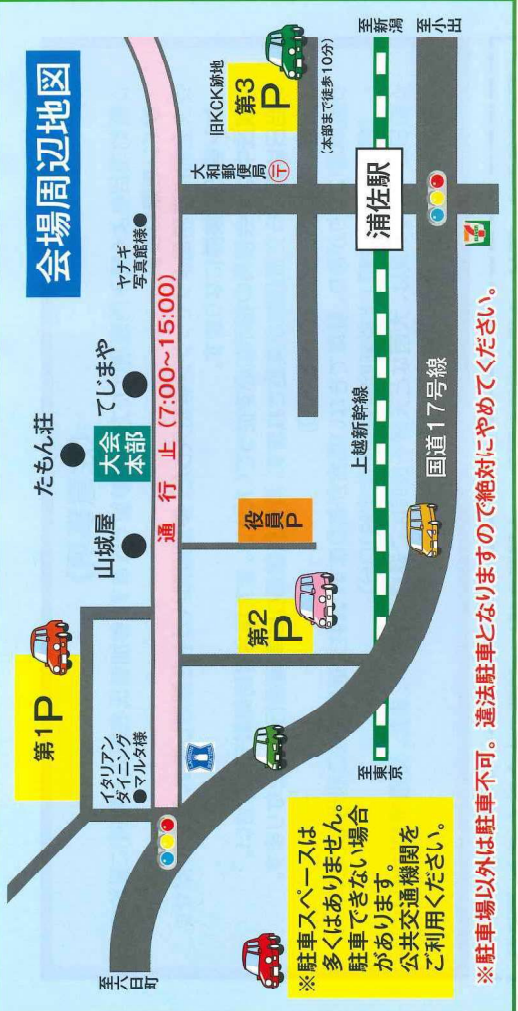 会場周辺地図
第1P
イタリアン
ダイニング
●マルタ様
山城屋
たもん荘
大会
本部
てじまや
ヤナギ
写真館様●
通行止(7:00~15:00)
大和
郵便局
〒
旧KCK跡地
第3
P
(本部まで徒歩10分)
役員
P
第2
P
浦佐駅
上越新幹線
国道17号線
至新潟
至小出
至東京
至六日町
※駐車スペースは
多くはありません。
駐車できない場合
があります。
公共交通機関を
ご利用ください。
※駐車場以外は駐車不可。違法駐車となりますので絶対にやめてください。